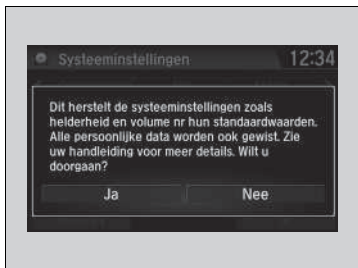 Systeeminstellingen 12:34
Dit herstelt de systeeminstellingen zoals
helderheid en volume nr hun standaardwaarden.
Alle persoonlijke data worden ook gewist. Zie
uw handleiding voor meer details. Wilt u
doorgaan?
Ja Nee